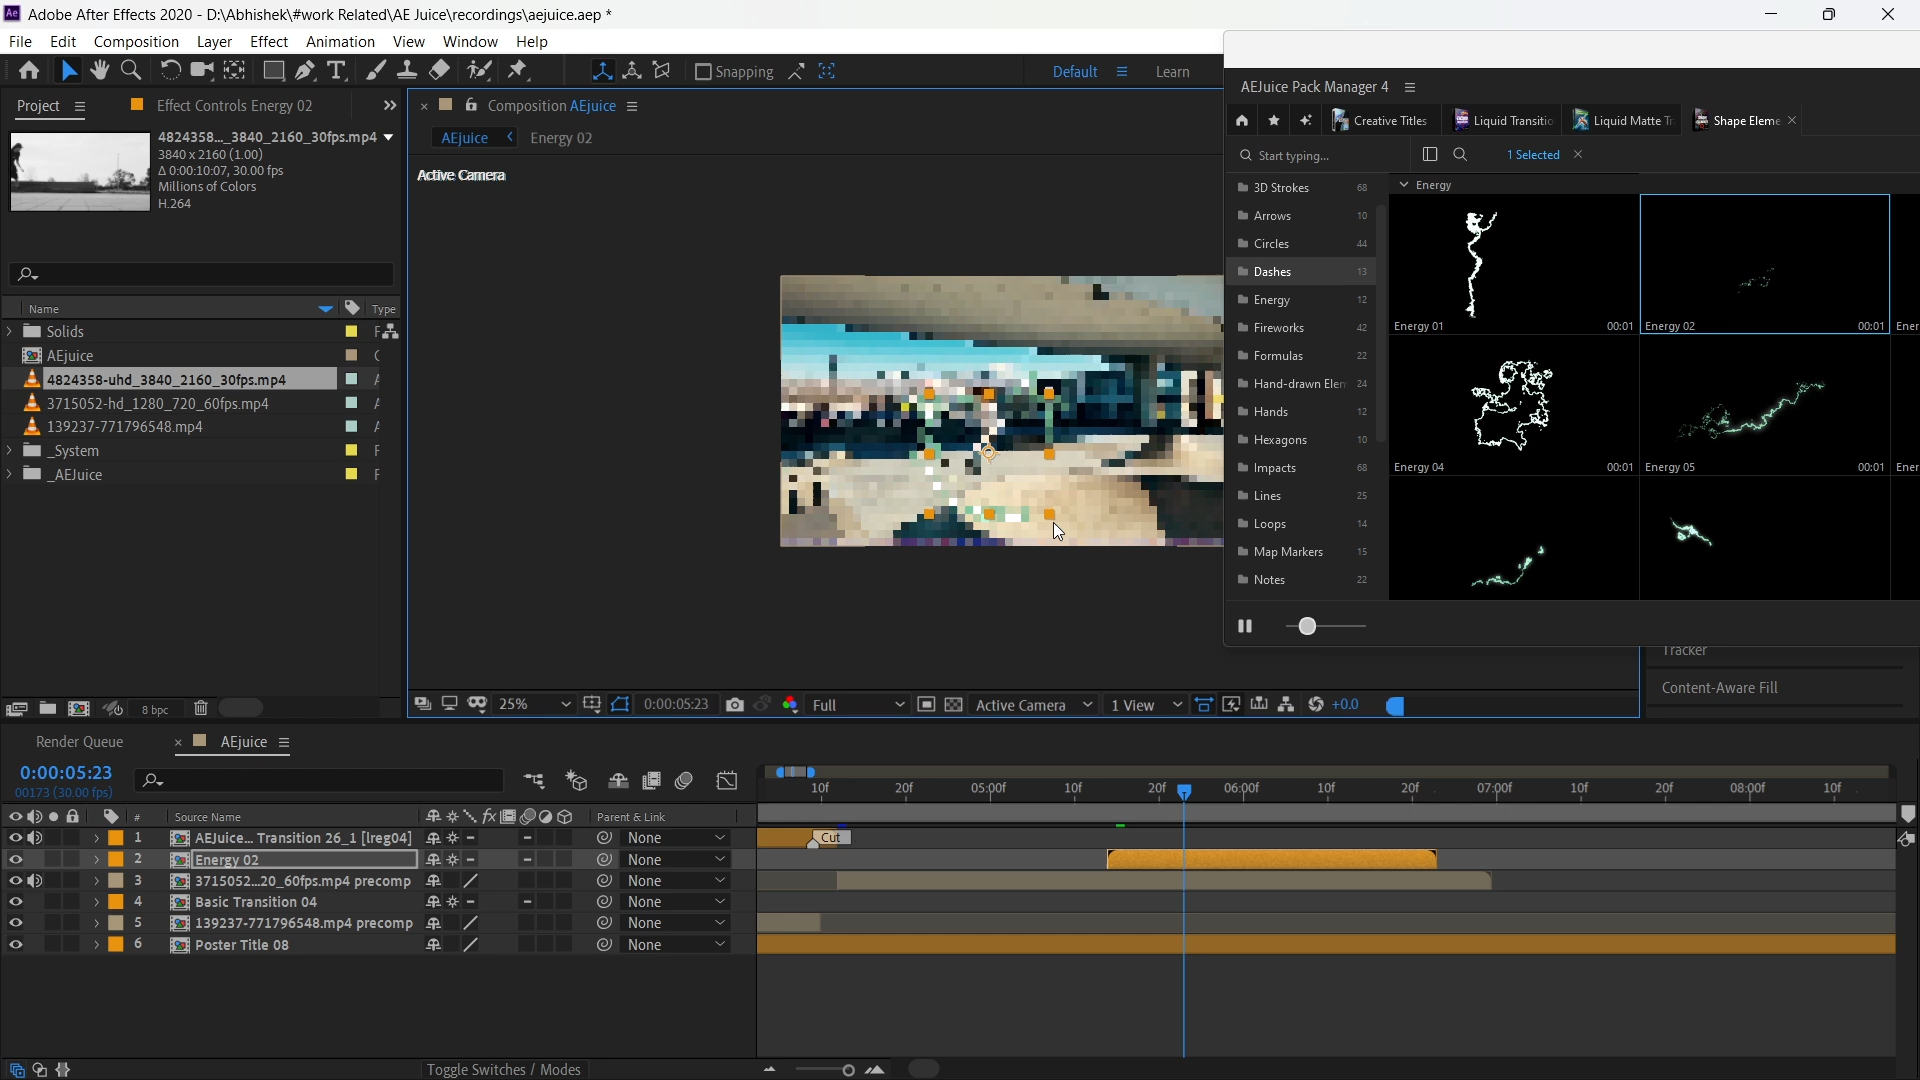 Adobe After Effects 2020 - D:\Abhishek\#work Related\AE Juice\recordings\aejuice.aep *
File Edit Composition Layer Effect Animation View Window Help
Snapping
Default
Learn
Project
Effect Controls Energy 02
Composition AEjuice
AEjuice
Energy 02
Active Camera
4824358..._3840_2160_30fps.mp4
3840 x 2160 (1.00)
Δ 0:00:10:07, 30.00 fps
Millions of Colors
H.264
Name
Type
Solids
AEjuice
4824358-uhd_3840_2160_30fps.mp4
3715052-hd_1280_720_60fps.mp4
139237-771796548.mp4
_System
_AEJuice
8 bpc
25%
0:00:05:23
Full
Active Camera
1 View
+0.0
AEJuice Pack Manager 4
Creative Titles
Liquid Transitio
Liquid Matte Tr
Shape Eleme
Start typing...
1 Selected
3D Strokes 68
Arrows 10
Circles 44
Dashes 13
Energy 12
Fireworks 42
Formulas 22
Hand-drawn Elen 24
Hands 12
Hexagons 10
Impacts 68
Lines 25
Loops 14
Map Markers 15
Notes 22
Energy
Energy 01 00:01
Energy 02 00:01
Ener
Energy 04 00:01
Energy 05 00:01
Ener
Tracker
Content-Aware Fill
Render Queue
AEjuice
0:00:05:23
00173 (30.00 fps)
10f 20f 05:00f 10f 20f 06:00f 10f 20f 07:00f 10f 20f 08:00f 10f
# Source Name
Parent & Link
1 AEJuice... Transition 26_1 [lreg04] None
Cut
2 Energy 02 None
3 3715052...20_60fps.mp4 precomp None
4 Basic Transition 04 None
5 139237-771796548.mp4 precomp None
6 Poster Title 08 None
Toggle Switches / Modes